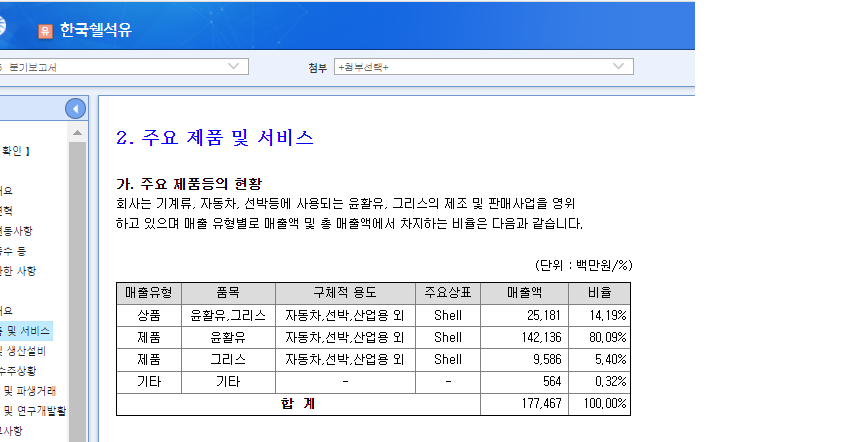 유 한국쉘석유
분기보고서
첨부 +첨부선택+
확인 】
2. 주요 제품 및 서비스
가. 주요 제품등의 현황
회사는 기계류, 자동차, 선박등에 사용되는 윤활유, 그리스의 제조 및 판매사업을 영위
하고 있으며 매출 유형별로 매출액 및 총 매출액에서 차지하는 비율은 다음과 같습니다.
(단위 : 백만원/%)
매출유형 품목 구체적 용도 주요상표 매출액 비율
상품 윤활유,그리스 자동차,선박,산업용 외 Shell 25,181 14,19%
제품 윤활유 자동차,선박,산업용 외 Shell 142,136 80,09%
제품 그리스 자동차,선박,산업용 외 Shell 9,586 5,40%
기타 기타 - - 564 0,32%
합 계 177,467 100,00%
사항
및 서비스
생산설비
수주상황
및 파생거래
및 연구개발활